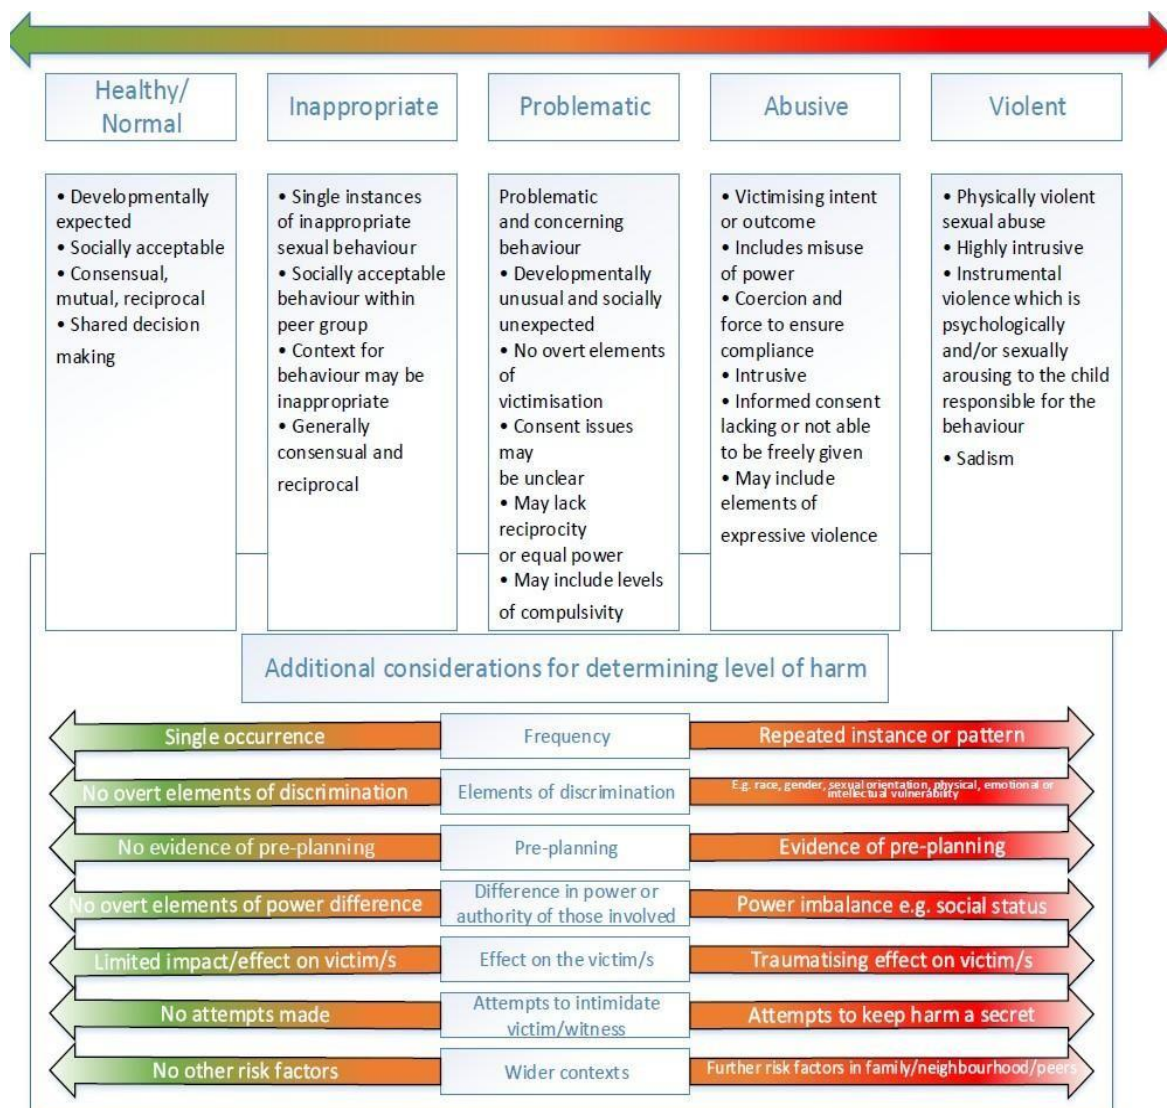 Healthy/
Normal
Inappropriate
Problematic
Abusive
Violent
• Developmentally
expected
• Socially acceptable
• Consensual,
mutual, reciprocal
• Shared decision
making
• Single instances
of inappropriate
sexual behaviour
• Socially acceptable
behaviour within
peer group
• Context for
behaviour may be
inappropriate
• Generally
consensual and
reciprocal
Problematic
and concerning
behaviour
• Developmentally
unusual and socially
unexpected
• No overt elements
of
victimisation
• Consent issues
may
be unclear
• May lack
reciprocity
or equal power
• May include levels
of compulsivity
• Victimising intent
or outcome
• Includes misuse
of power
• Coercion and
force to ensure
compliance
• Intrusive
• Informed consent
lacking or not able
to be freely given
• May include
elements of
expressive violence
• Physically violent
sexual abuse
• Highly intrusive
• Instrumental
violence which is
psychologically
and/or sexually
arousing to the child
responsible for the
behaviour
• Sadism
Additional considerations for determining level of harm
Single occurrence
Frequency
Repeated instance or pattern
No overt elements of discrimination
Elements of discrimination
E.g. race, gender, sexual orientation, physical, emotional or
intellectual vulnerability
No evidence of pre-planning
Pre-planning
Evidence of pre-planning
No overt elements of power difference
Difference in power or
authority of those involved
Power imbalance e.g. social status
Limited impact/effect on victim/s
Effect on the victim/s
Traumatising effect on victim/s
No attempts made
Attempts to intimidate
victim/witness
Attempts to keep harm a secret
No other risk factors
Wider contexts
Further risk factors in family/neighbourhood/peers